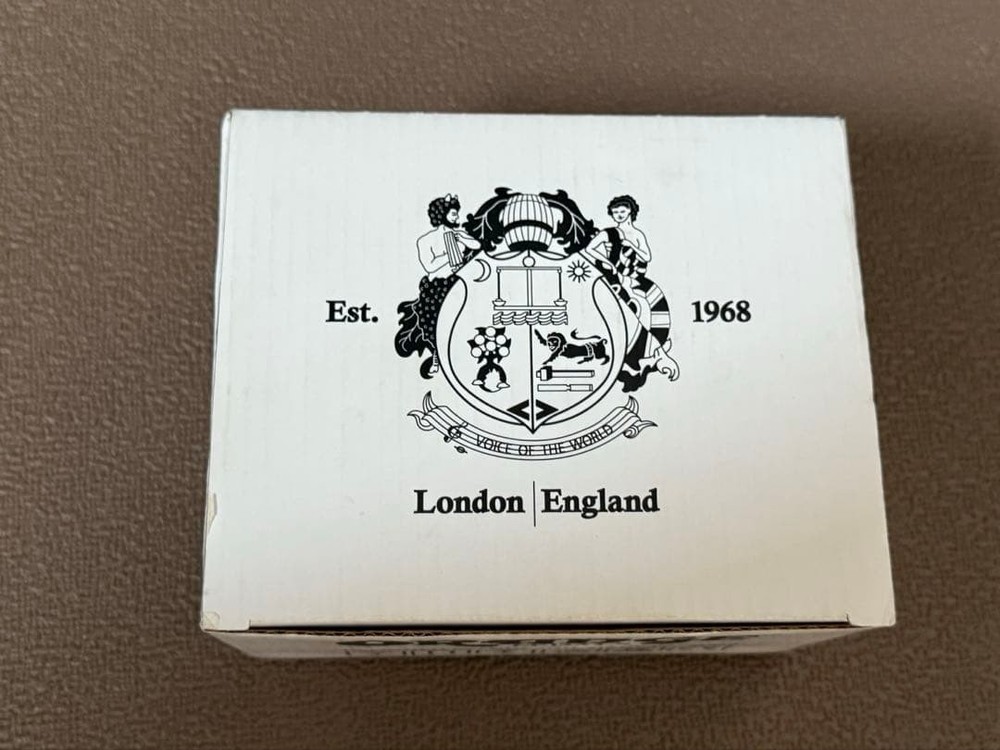 Est.
1968
VOICE OF THE WORLD
London | England